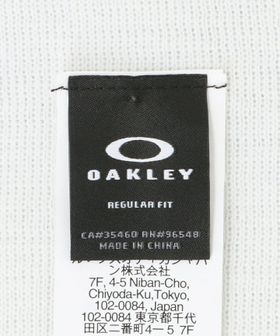 OAKLEY
REGULAR FIT
CA#35460 RN#96548
MADE IN CHINA
ン株式会社
7F, 4-5 Niban-Cho,
Chiyoda-Ku,Tokyo,
102-0084, Japan
102-0084 東京都千代
田区二番町4-5 7F